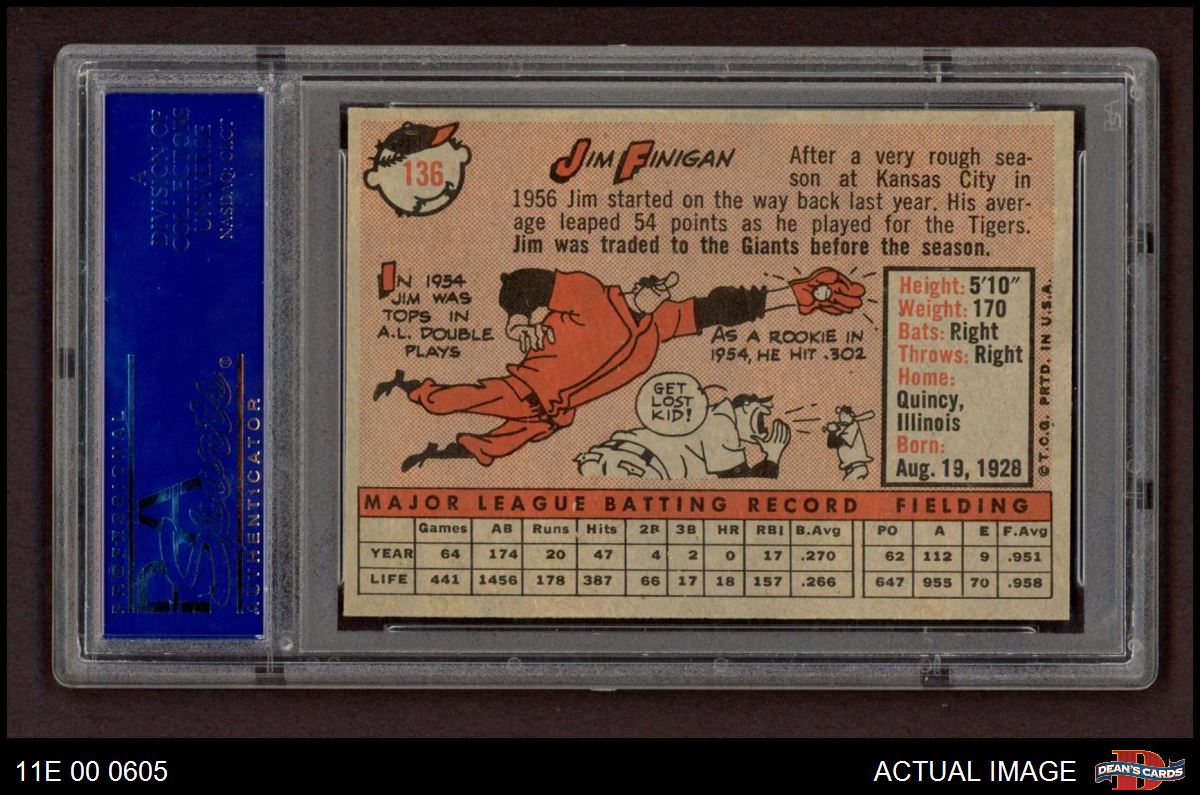 A
DIVISION OF
COLLECTORS
UNIVERSE
NASDAQ: CLCT
PROFESSIONAL
PSA
Sports ®
AUTHENTICATOR
136
JIM FINIGAN
After a very rough sea-
son at Kansas City in
1956 Jim started on the way back last year. His aver-
age leaped 54 points as he played for the Tigers.
Jim was traded to the Giants before the season.
IN 1954
JIM WAS
TOPS IN
A.L. DOUBLE
PLAYS
AS A ROOKIE IN
1954, HE HIT .302
GET
LOST
KID!
Height: 5'10"
Weight: 170
Bats: Right
Throws: Right
Home:
Quincy,
Illinois
Born:
Aug. 19, 1928
© T.C.G. PRTD. IN U.S.A.
MAJOR LEAGUE BATTING RECORD FIELDING
Games AB Runs Hits 2B 3B HR RBI B.Avg PO A E F.Avg
YEAR 64 174 20 47 4 2 0 17 .270 62 112 9 .951
LIFE 441 1456 178 387 66 17 18 157 .266 647 955 70 .958
11E 00 0605
ACTUAL IMAGE
D
DEAN'S CARDS